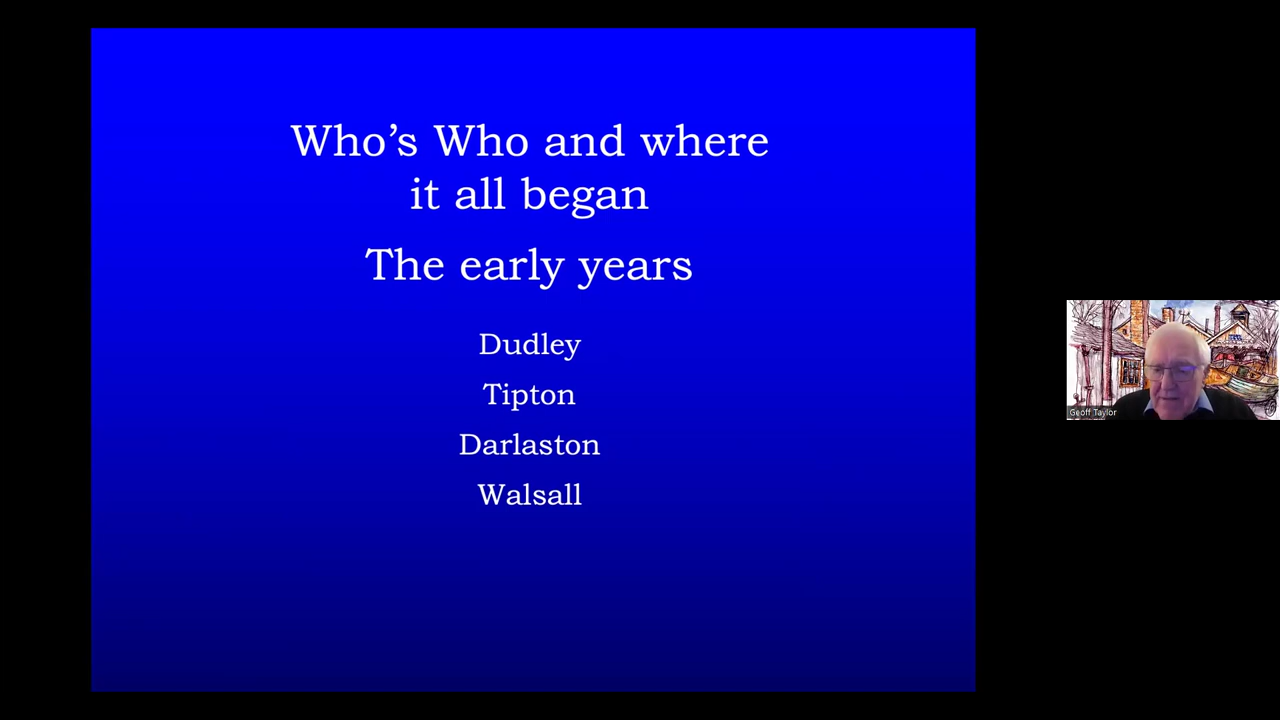 Who's Who and where
it all began
The early years
Dudley
Tipton
Darlaston
Walsall
Geoff Taylor